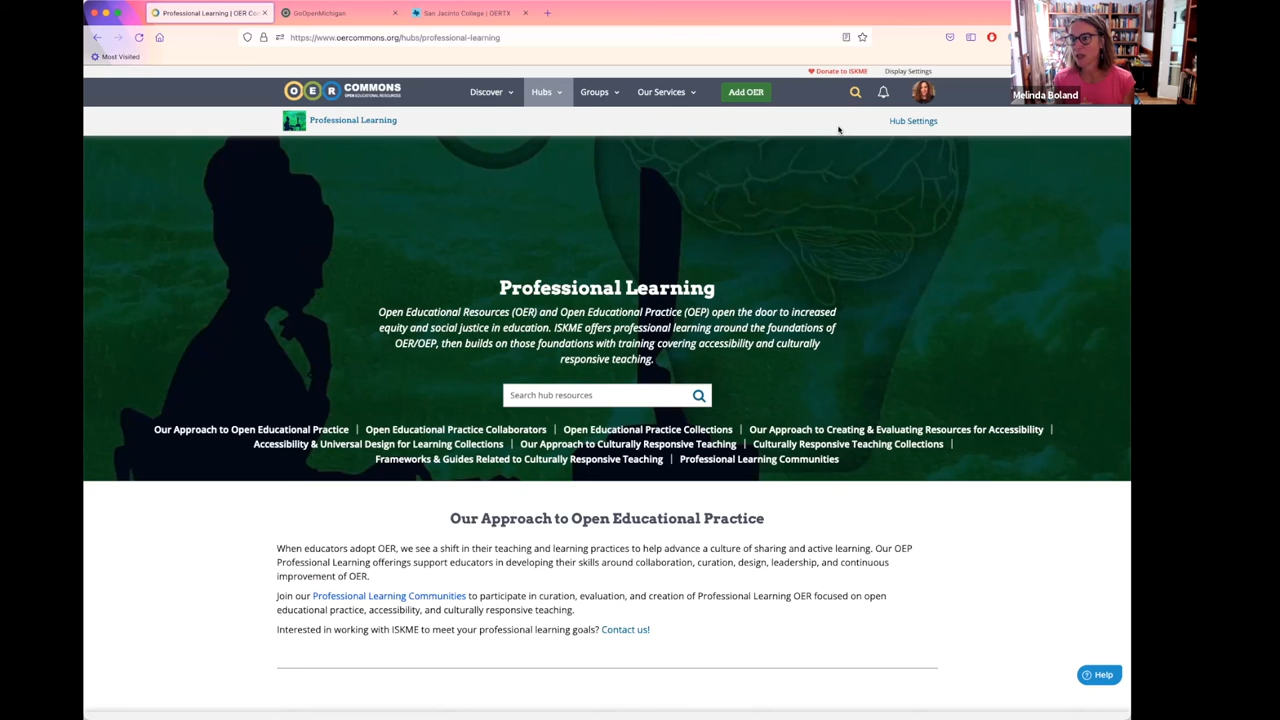 Professional Learning | OER Co
GoOpenMichigan
San Jacinto College | OERTX
https://www.oercommons.org/hubs/professional-learning
Most Visited
Melinda Boland
Donate to ISKME
Display Settings
OER COMMONS
OPEN EDUCATIONAL RESOURCES
Discover
Hubs
Groups
Our Services
Add OER
Professional Learning
Hub Settings
Professional Learning
Open Educational Resources (OER) and Open Educational Practice (OEP) open the door to increased
equity and social justice in education. ISKME offers professional learning around the foundations of
OER/OEP, then builds on those foundations with training covering accessibility and culturally
responsive teaching.
Search hub resources
Our Approach to Open Educational Practice | Open Educational Practice Collaborators | Open Educational Practice Collections | Our Approach to Creating & Evaluating Resources for Accessibility |
Accessibility & Universal Design for Learning Collections | Our Approach to Culturally Responsive Teaching | Culturally Responsive Teaching Collections |
Frameworks & Guides Related to Culturally Responsive Teaching | Professional Learning Communities
Our Approach to Open Educational Practice
When educators adopt OER, we see a shift in their teaching and learning practices to help advance a culture of sharing and active learning. Our OEP
Professional Learning offerings support educators in developing their skills around collaboration, curation, design, leadership, and continuous
improvement of OER.
Join our Professional Learning Communities to participate in curation, evaluation, and creation of Professional Learning OER focused on open
educational practice, accessibility, and culturally responsive teaching.
Interested in working with ISKME to meet your professional learning goals? Contact us!
Help